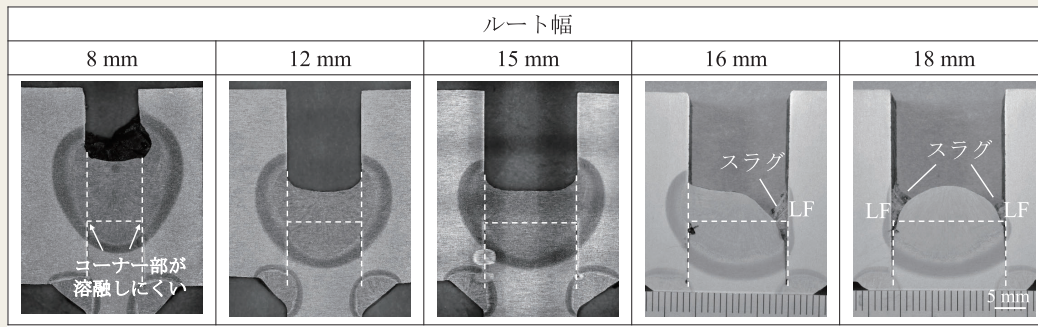 ルート幅
8 mm
12 mm
15 mm
16 mm
18 mm
コーナー部が
溶融しにくい
スラグ
LF
スラグ
LF
LF
5 mm